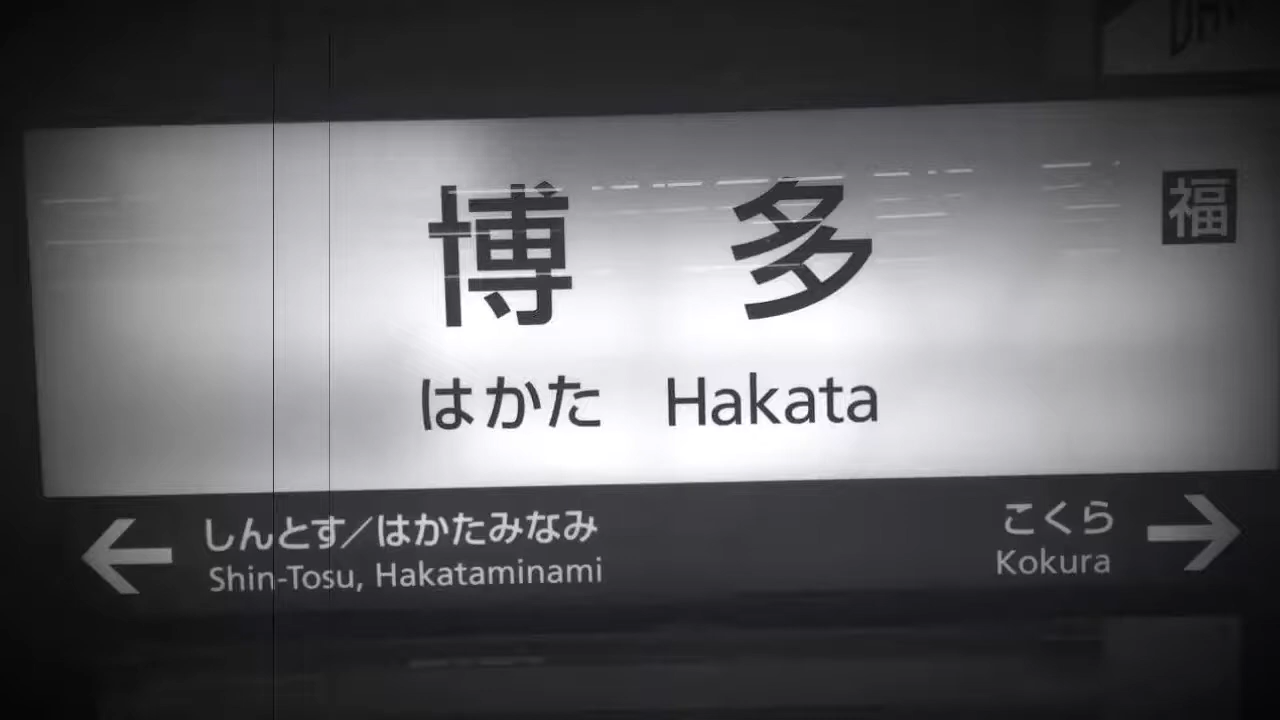 博多
福
はかた Hakata
しんとす/はかたみなみ
Shin-Tosu, Hakataminami
こくら
Kokura